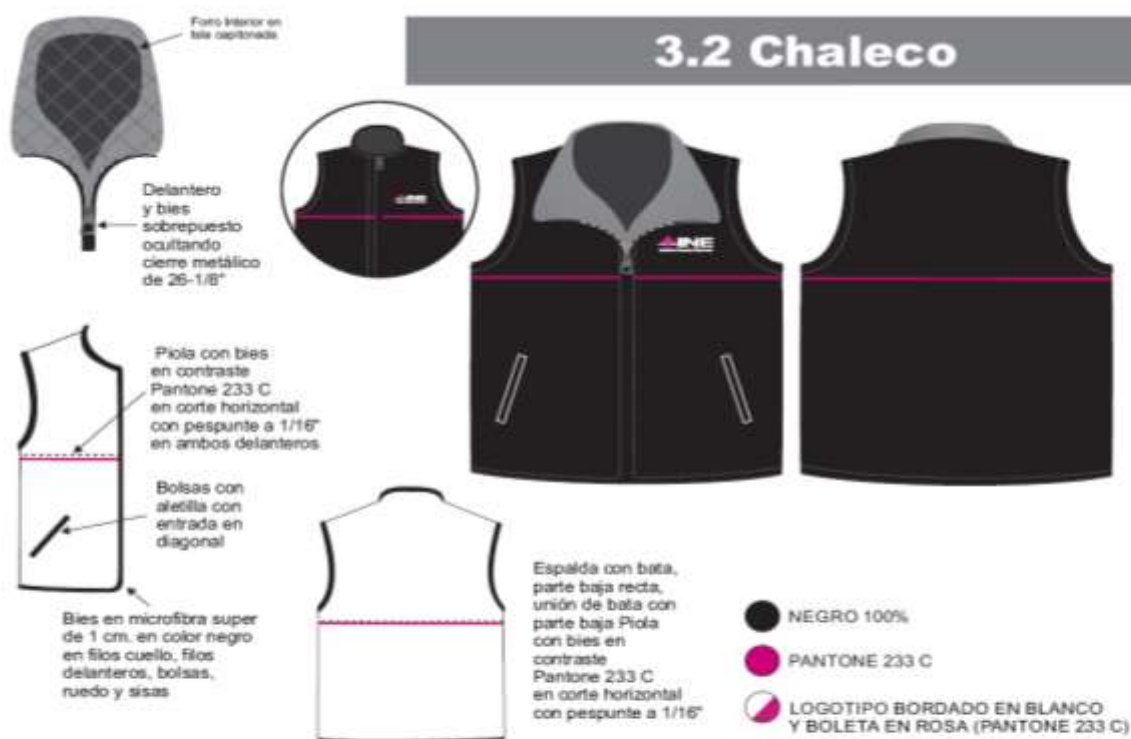 3.2 Chaleco
Forro Interior en
tela capitonada
Delantero
y bies
sobrepuesto
ocultando
cierre metálico
de 26-1/8"
INE
INE
Piola con bies
en contraste
Pantone 233 C
en corte horizontal
con pespunte a 1/16"
en ambos delanteros
Bolsas con
aletilla con
entrada en
diagonal
Bies en microfibra super
de 1 cm. en color negro
en filos cuello, filos
delanteros, bolsas,
ruedo y sisas
Espalda con bata,
parte baja recta,
unión de bata con
parte baja Piola
con bies en
contraste
Pantone 233 C
en corte horizontal
con pespunte a 1/16"
NEGRO 100%
PANTONE 233 C
LOGOTIPO BORDADO EN BLANCO
Y BOLETA EN ROSA (PANTONE 233 C)